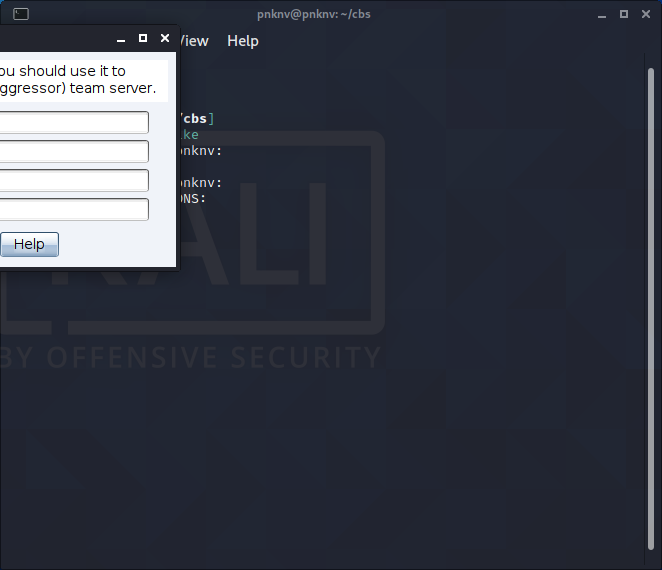 pnknv@pnknv: ~/cbs
View Help
ou should use it to
ggressor) team server.
/cbs]
ke
nknv:
nknv:
ONS:
Help
KALI
BY OFFENSIVE SECURITY